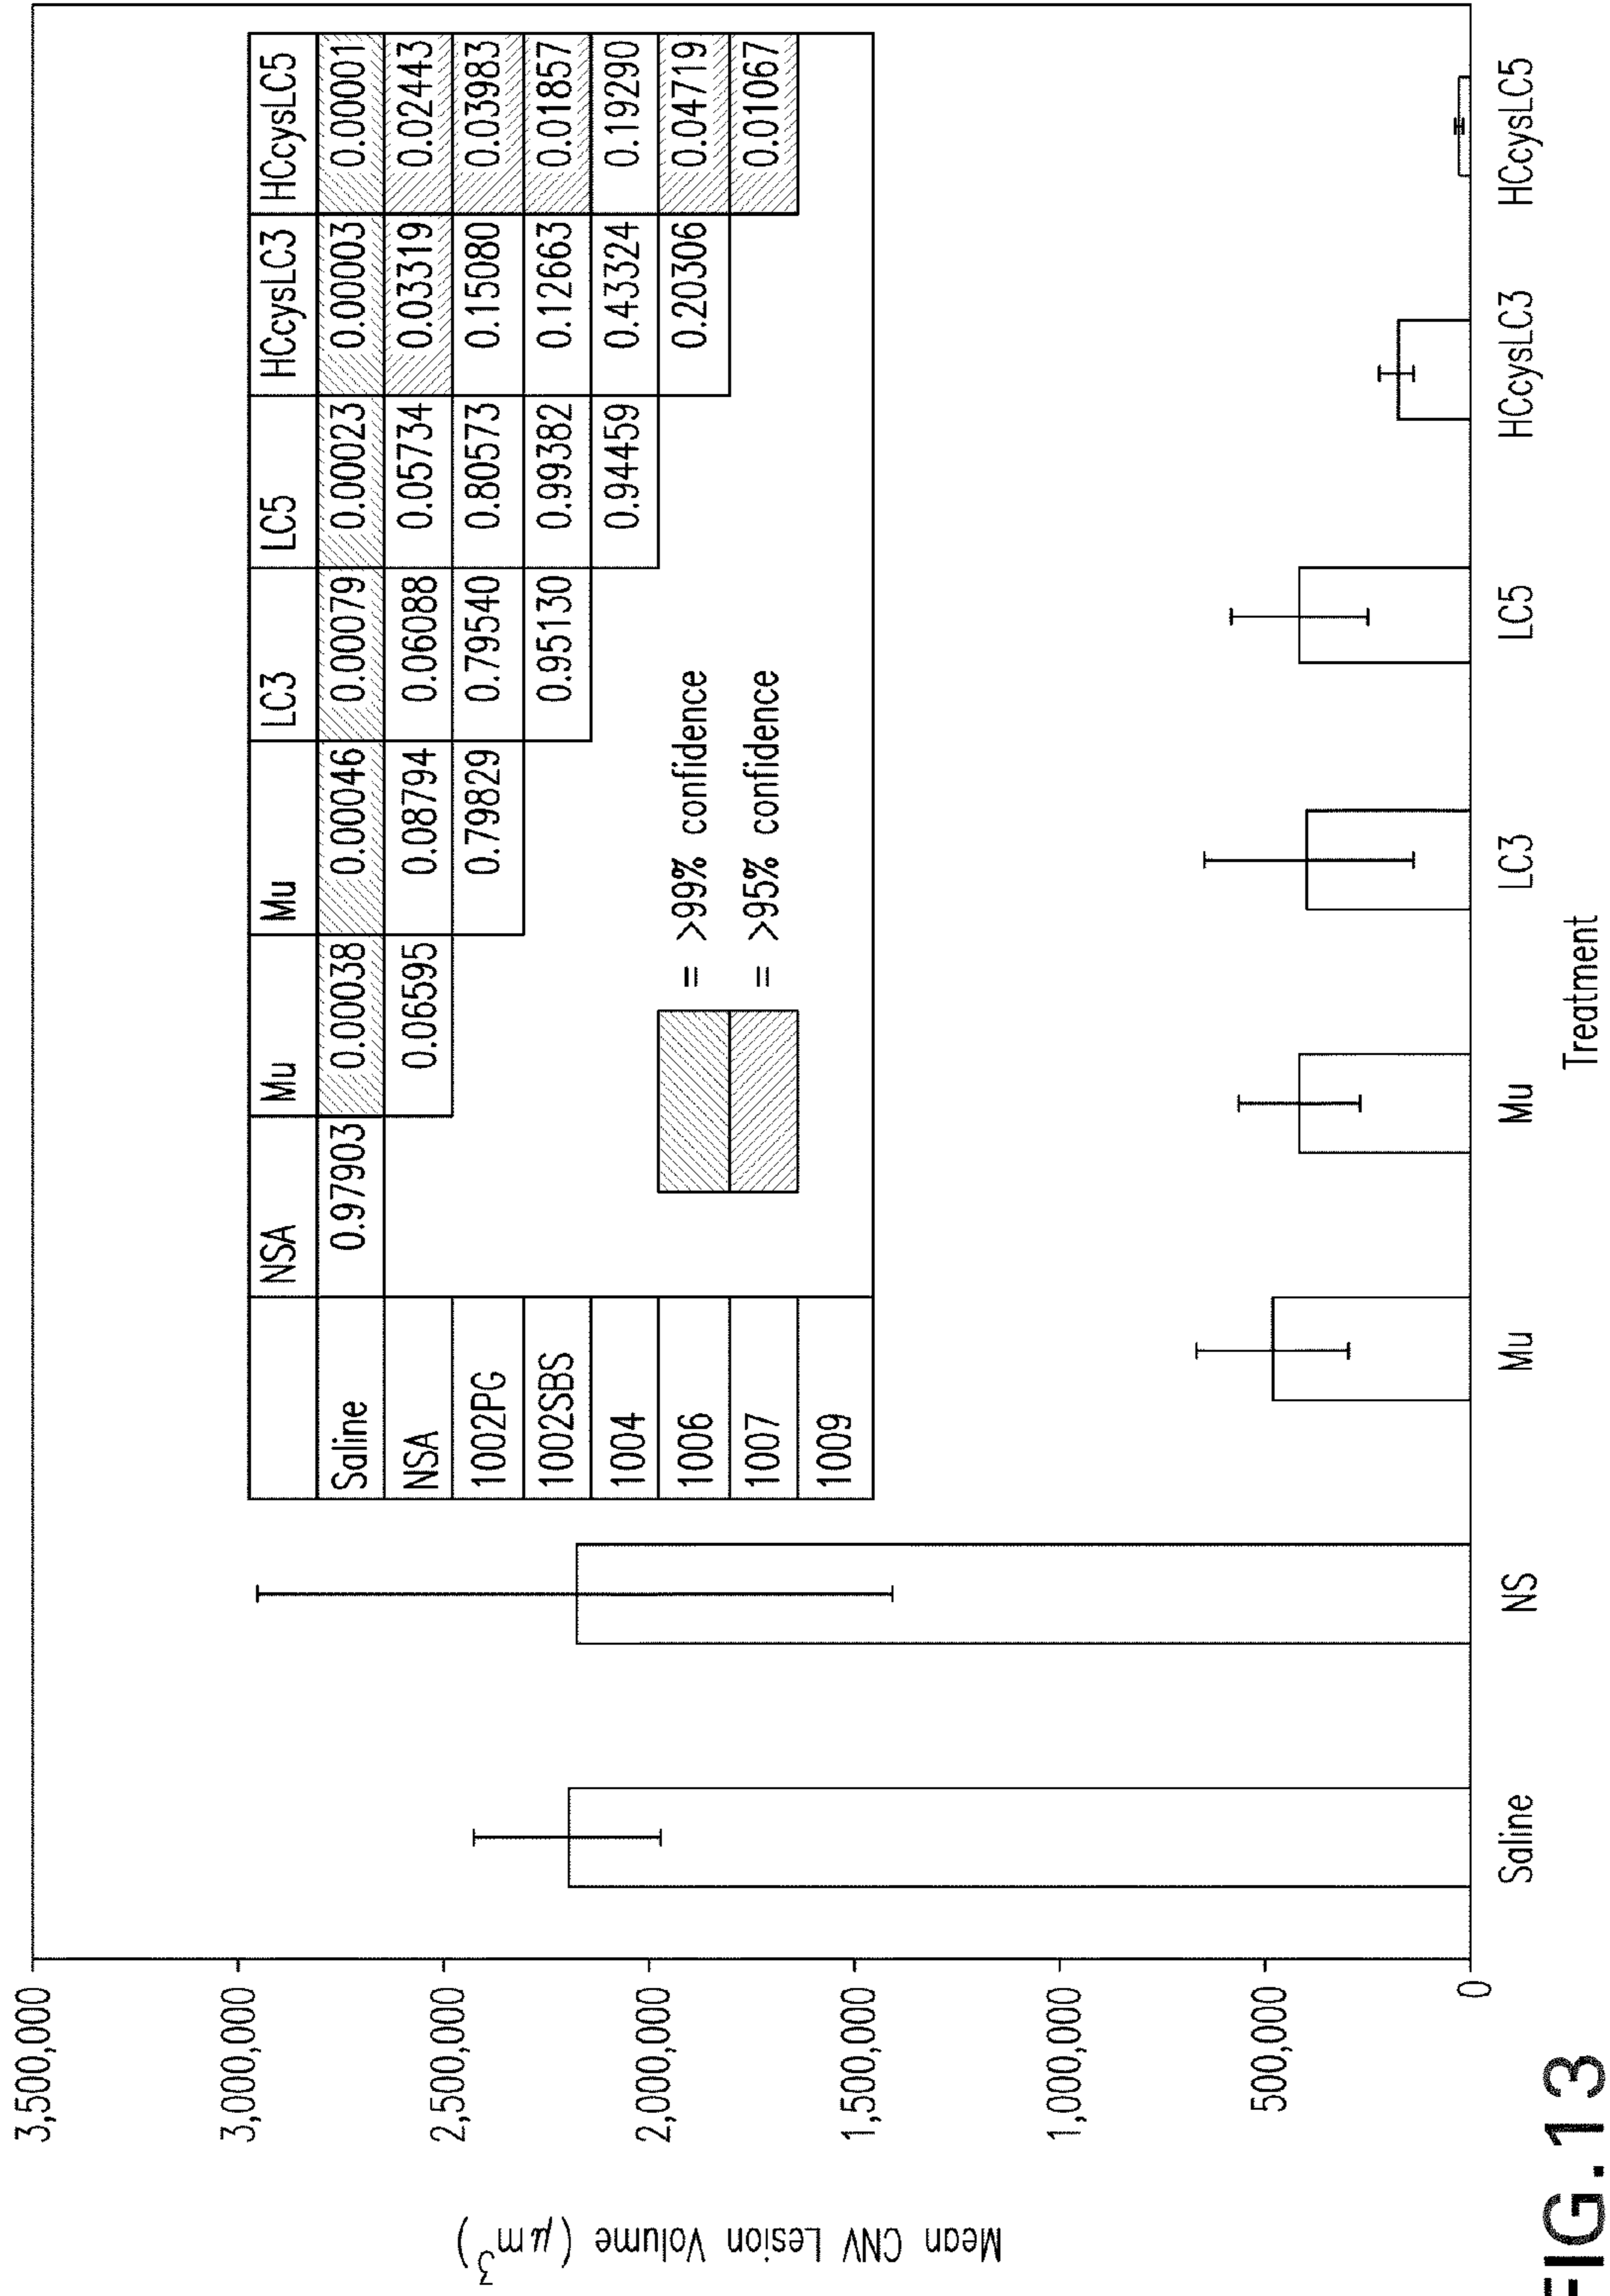 3,500,000
3,000,000
2,500,000
2,000,000
1,500,000
1,000,000
500,000
0
Mean CNV Lesion Volume (μm³)
NSA Mu Mu LC3 LC5 HCcysLC3 HCcysLC5
Saline 0.97903 0.00038 0.00046 0.00079 0.00023 0.00003 0.00001
NSA 0.06595 0.08794 0.06088 0.05734 0.03319 0.02443
1002PG 0.79829 0.79540 0.80573 0.15080 0.03983
1002SBS 0.95130 0.99382 0.12663 0.01857
1004 0.94459 0.43324 0.19290
1006 0.20306 0.04719
1007 0.01067
1009
= >99% confidence
= >95% confidence
Saline NS Mu Mu LC3 LC5 HCcysLC3 HCcysLC5
Treatment
FIG.13